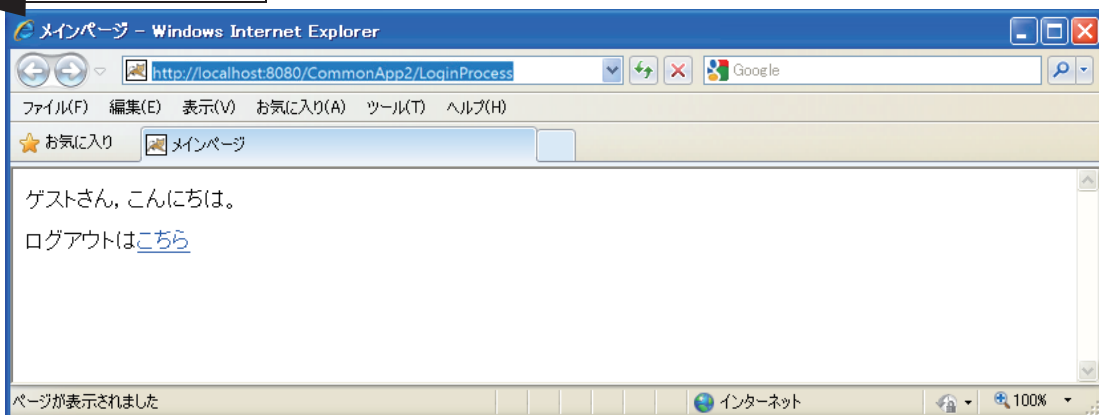 メインページ - Windows Internet Explorer
http://localhost:8080/CommonApp2/LoginProcess
Google
ファイル(F) 編集(E) 表示(V) お気に入り(A) ツール(T) ヘルプ(H)
お気に入り メインページ
ゲストさん, こんにちは。
ログアウトはこちら
ページが表示されました インターネット 100%